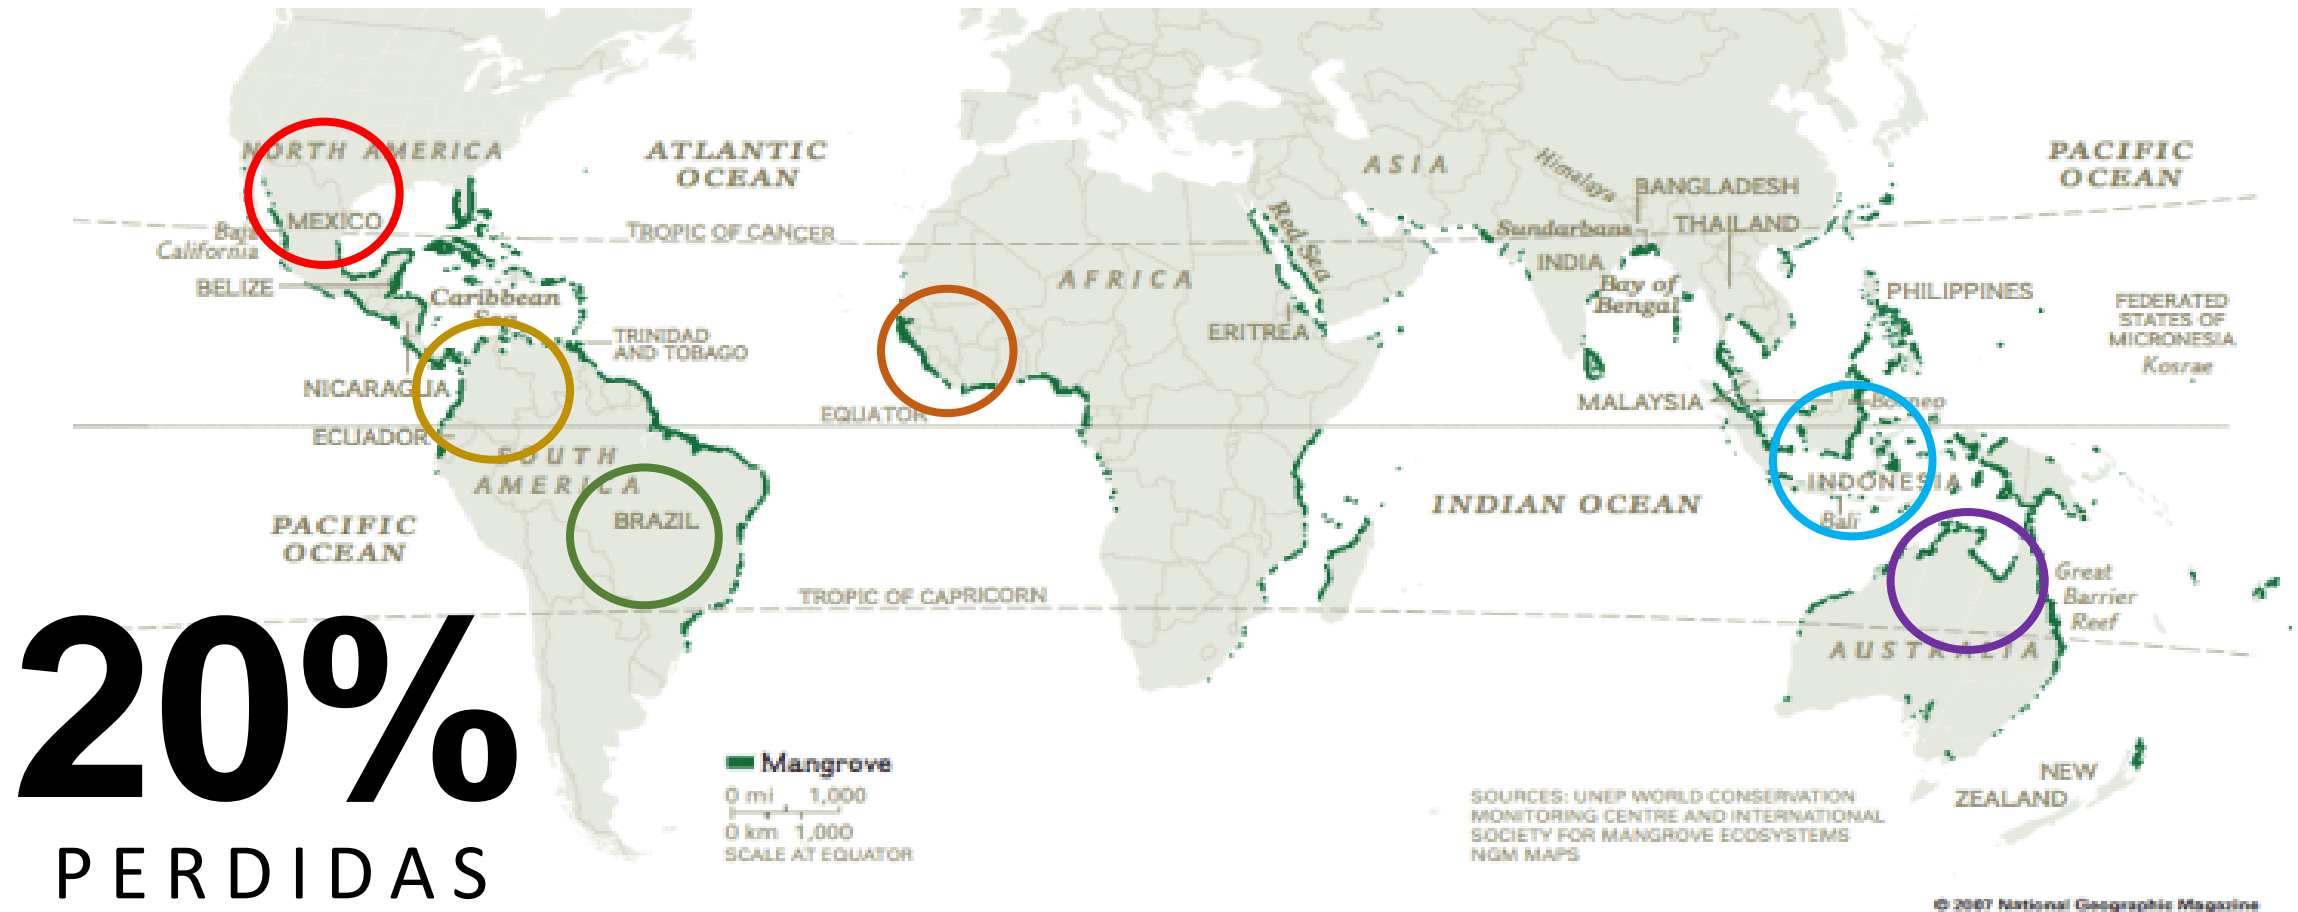 NORTH AMERICA
ATLANTIC
OCEAN
ASIA
Himalaya
PACIFIC
OCEAN
BANGLADESH
MEXICO
Baja
California
TROPIC OF CANCER
Red Sea
Sundarbans
THAILAND
INDIA
AFRICA
BELIZE
Caribbean
Sea
Bay of
Bengal
PHILIPPINES
FEDERATED
STATES OF
MICRONESIA
Kosrae
ERITREA
TRINIDAD
AND TOBAGO
NICARAGUA
MALAYSIA
Borneo
EQUATOR
ECUADOR
SOUTH
AMERICA
INDONESIA
INDIAN OCEAN
BRAZIL
Bali
PACIFIC
OCEAN
Great
Barrier
Reef
TROPIC OF CAPRICORN
AUSTRALIA
20%
PERDIDAS
Mangrove
0 mi 1,000
0 km 1,000
SCALE AT EQUATOR
NEW
ZEALAND
SOURCES: UNEP WORLD CONSERVATION
MONITORING CENTRE AND INTERNATIONAL
SOCIETY FOR MANGROVE ECOSYSTEMS
NGM MAPS
© 2007 National Geographic Magazine